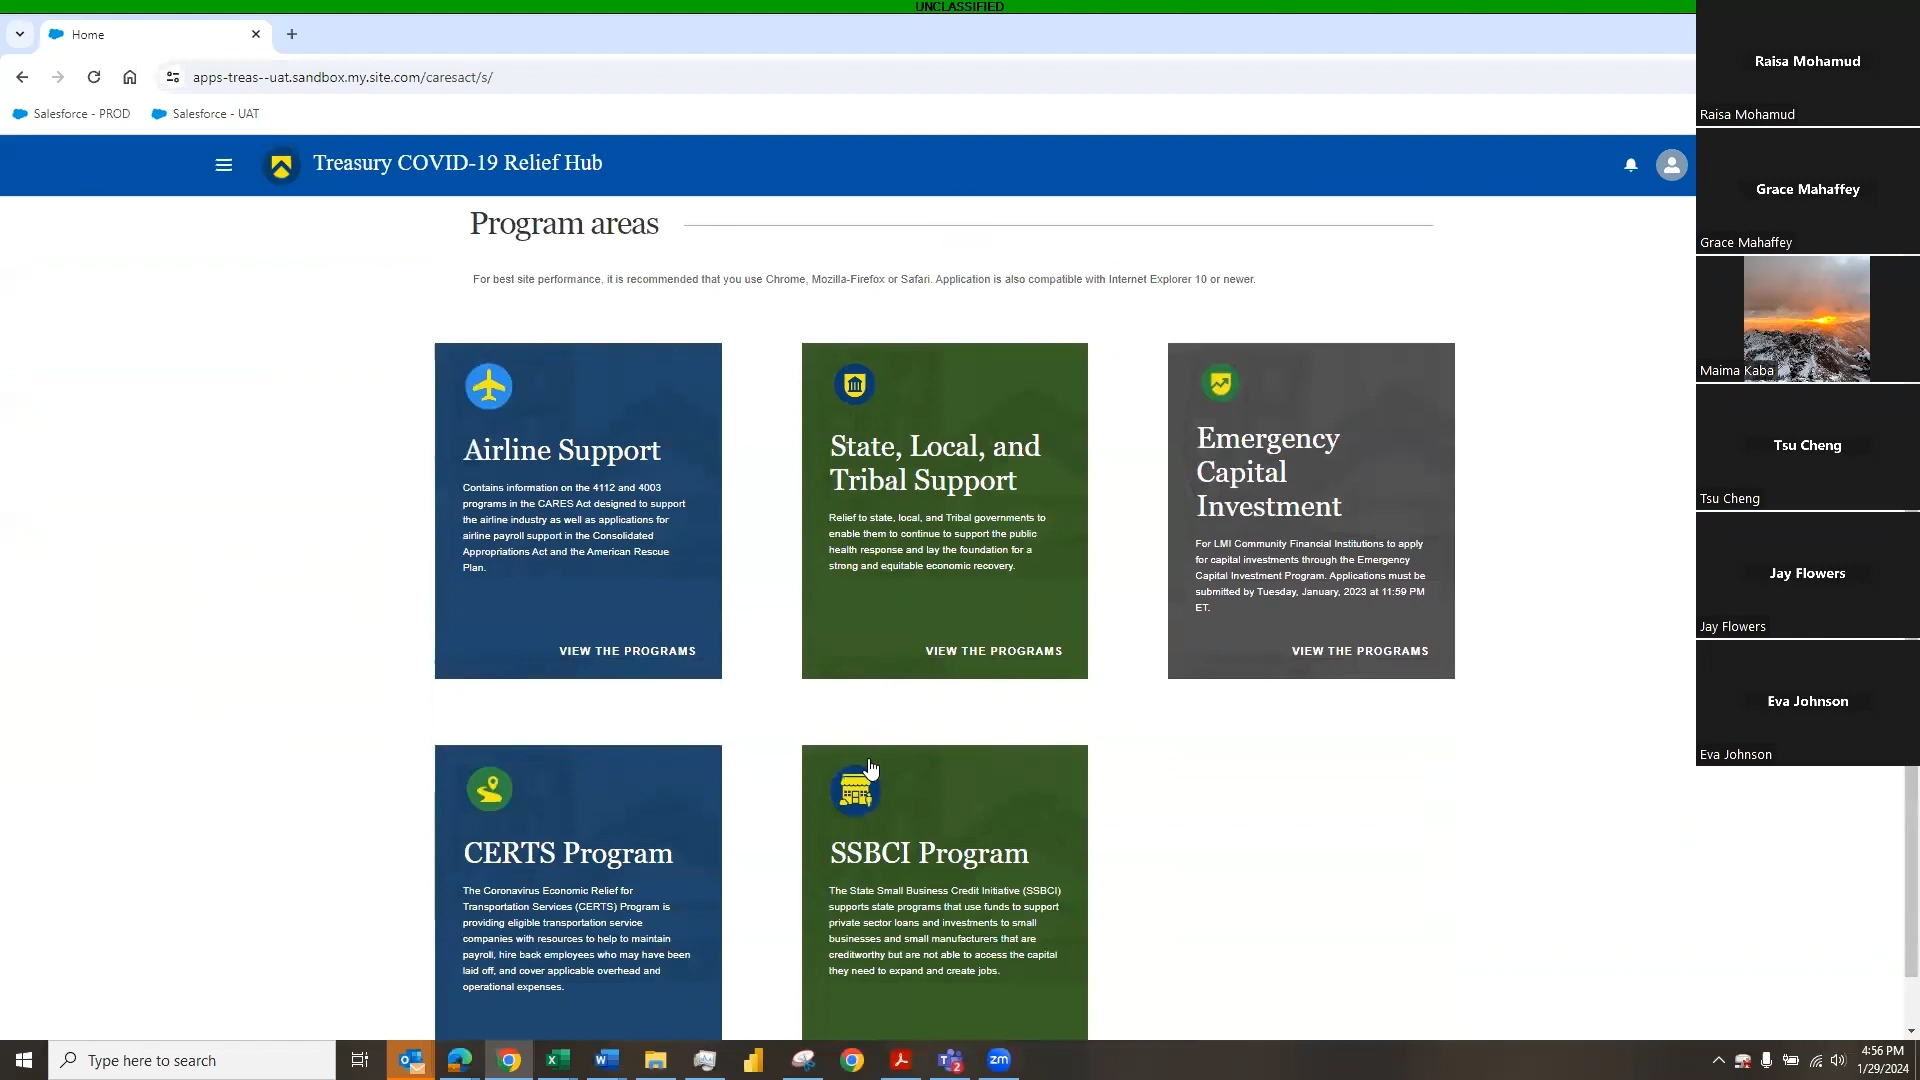 UNCLASSIFIED
Home
apps-treas--uat.sandbox.my.site.com/caresact/s/
Salesforce - PROD
Salesforce - UAT
Treasury COVID-19 Relief Hub
Program areas
For best site performance, it is recommended that you use Chrome, Mozilla-Firefox or Safari. Application is also compatible with Internet Explorer 10 or newer.
Airline Support
Contains information on the 4112 and 4003
programs in the CARES Act designed to support
the airline industry as well as applications for
airline payroll support in the Consolidated
Appropriations Act and the American Rescue
Plan.
VIEW THE PROGRAMS
State, Local, and
Tribal Support
Relief to state, local, and Tribal governments to
enable them to continue to support the public
health response and lay the foundation for a
strong and equitable economic recovery.
VIEW THE PROGRAMS
Emergency
Capital
Investment
For LMI Community Financial Institutions to apply
for capital investments through the Emergency
Capital Investment Program. Applications must be
submitted by Tuesday, January, 2023 at 11:59 PM
ET.
VIEW THE PROGRAMS
CERTS Program
The Coronavirus Economic Relief for
Transportation Services (CERTS) Program is
providing eligible transportation service
companies with resources to help to maintain
payroll, hire back employees who may have been
laid off, and cover applicable overhead and
operational expenses.
SSBCI Program
The State Small Business Credit Initiative (SSBCI)
supports state programs that use funds to support
private sector loans and investments to small
businesses and small manufacturers that are
creditworthy but are not able to access the capital
they need to expand and create jobs.
Raisa Mohamud
Raisa Mohamud
Grace Mahaffey
Grace Mahaffey
Maima Kaba
Tsu Cheng
Tsu Cheng
Jay Flowers
Jay Flowers
Eva Johnson
Eva Johnson
Type here to search
zm
4:56 PM
1/29/2024